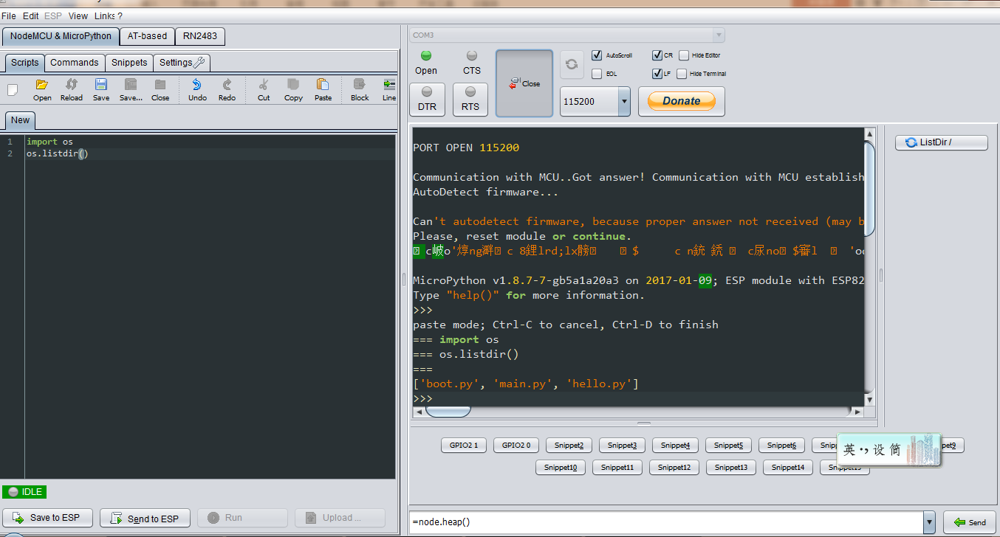 File Edit ESP View Links ?
NodeMCU & MicroPython AT-based RN2483
Scripts Commands Snippets Settings
Open Reload Save Save... Close Undo Redo Cut Copy Paste Block Line
New
1 import os
2 os.listdir()
IDLE
Save to ESP Send to ESP Run Upload ...
COM3
Open CTS
DTR RTS
Close
AutoScroll CR Hide Editor
EOL LF Hide Terminal
115200
Donate
PORT OPEN 115200
Communication with MCU..Got answer! Communication with MCU establish
AutoDetect firmware...
Can't autodetect firmware, because proper answer not received (may b
Please, reset module or continue.
MicroPython v1.8.7-7-gb5a1a20a3 on 2017-01-09; ESP module with ESP82
Type "help()" for more information.
>>>
paste mode; Ctrl-C to cancel, Ctrl-D to finish
=== import os
=== os.listdir()
===
['boot.py', 'main.py', 'hello.py']
>>>
ListDir /
GPIO2 1 GPIO2 0 Snippet2 Snippet3 Snippet4 Snippet5 Snippet6
Snippet10 Snippet11 Snippet12 Snippet13 Snippet14
英 设 简
=node.heap()
Send